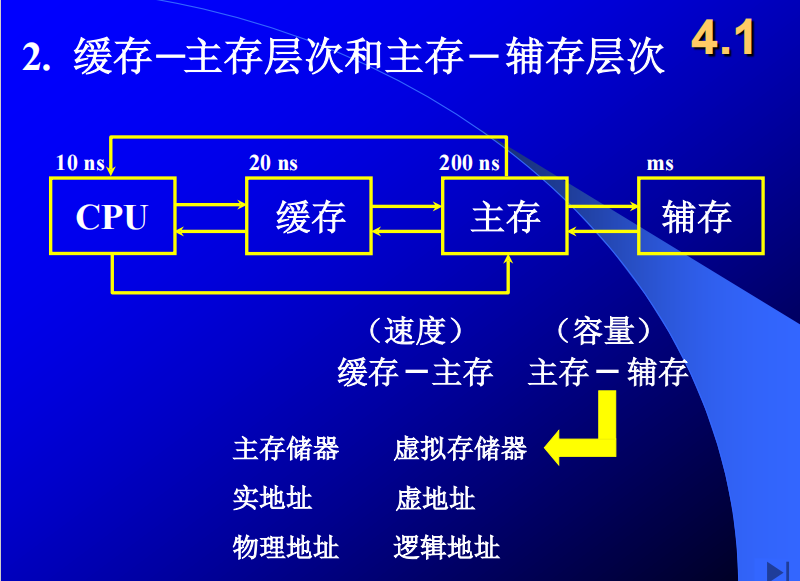 2. 缓存－主存层次和主存－辅存层次
4.1
10 ns
20 ns
200 ns
ms
CPU
缓存
主存
辅存
（速度）
（容量）
缓存－主存
主存－辅存
主存储器
虚拟存储器
实地址
虚地址
物理地址
逻辑地址